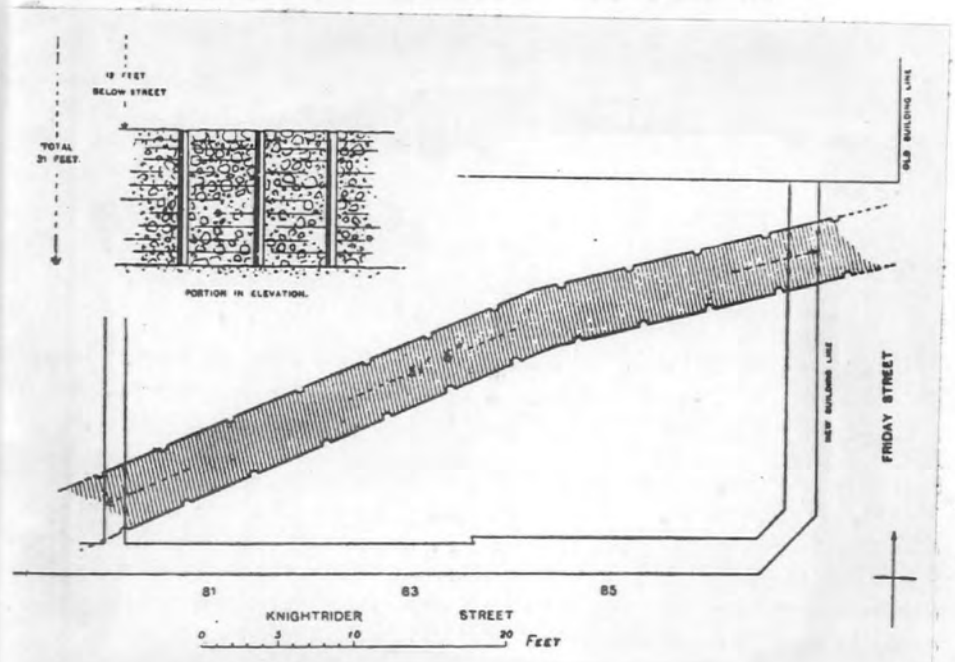 12 FEET
BELOW STREET
TOTAL
21 FEET.
PORTION IN ELEVATION.
OLD BUILDING LINE
NEW BUILDING LINE
FRIDAY STREET
81 83 85
KNIGHTRIDER STREET
0 5 10 20 FEET